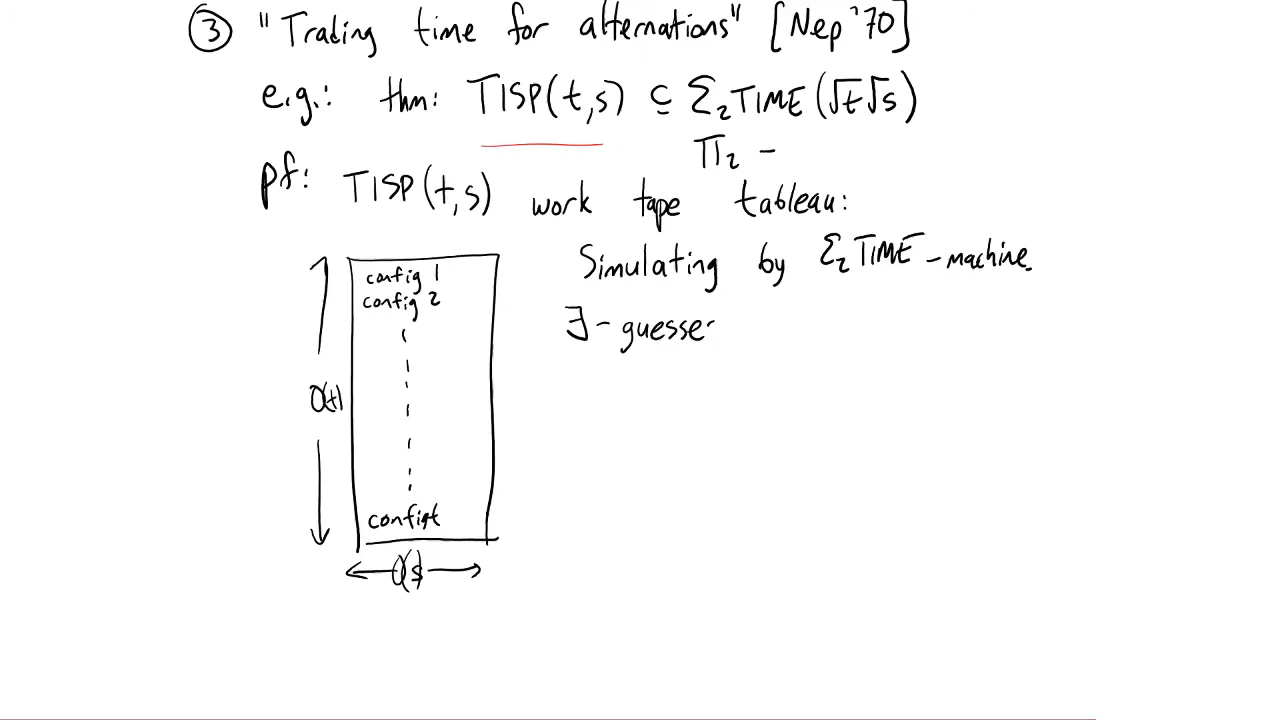 ③ "Trading time for alternations" [Nep '70]
e.g.: thm: TISP(t,s) ⊆ Σ₂TIME(√t√s)
Π₂ -
pf: TISP(t,s) work tape tableau:
Simulating by Σ₂TIME-machine.
∃ - guesses
config 1
config 2
O(t)
config t
O(s)